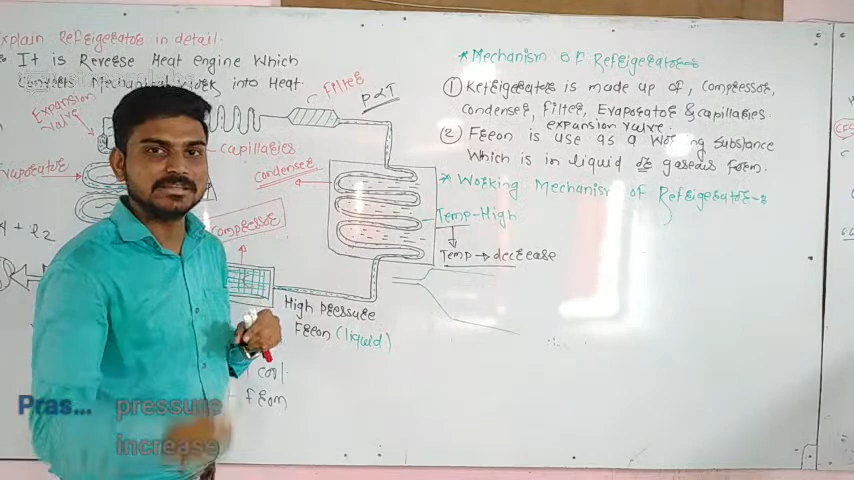 Explain Refrigerator in detail.
It is Reverse Heat engine Which
Converts Mechanical work into Heat.
Expansion
valve
Filter
P∝T
capillaries
Condenser
Evaporator
Compressor
Temp-High
Temp → decrease
High pressure
Freon (liquid)
cool.
from
* Mechanism of Refrigerator :-
① Refrigerator is made up of, Compressor,
Condenser, Filter, Evaporator & capillaries.
expansion valve.
② Freon is use as a Working Substance
Which is in liquid or gaseous form.
* Working Mechanism of Refrigerator :-
Pras... pressure
increase